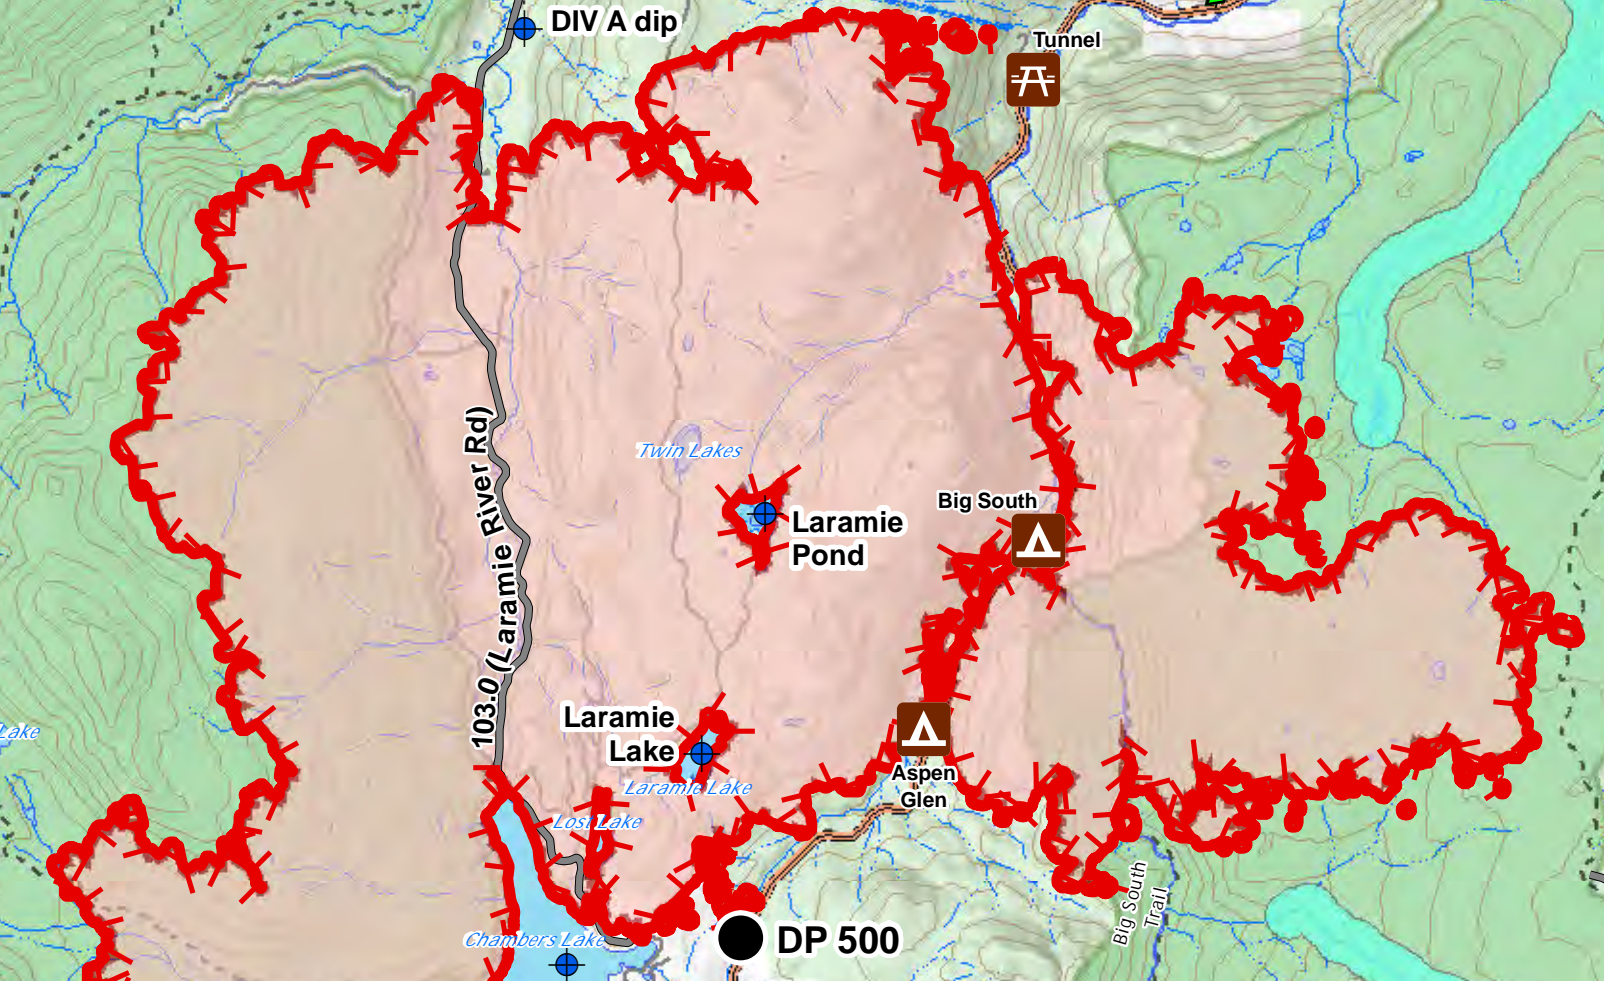 DIV A dip
Tunnel
103.0 (Laramie River Rd)
Twin Lakes
Big South
Laramie
Pond
Laramie
Lake
Laramie Lake
Lake
Aspen
Glen
Lost Lake
Big South
Trail
Chambers Lake
DP 500